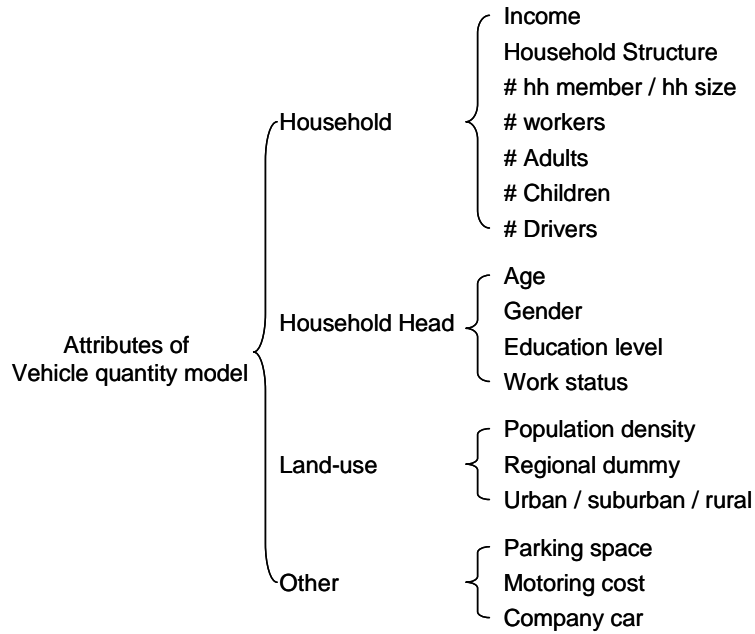 Attributes of
Vehicle quantity model
Household
Income
Household Structure
# hh member / hh size
# workers
# Adults
# Children
# Drivers
Household Head
Age
Gender
Education level
Work status
Land-use
Population density
Regional dummy
Urban / suburban / rural
Other
Parking space
Motoring cost
Company car